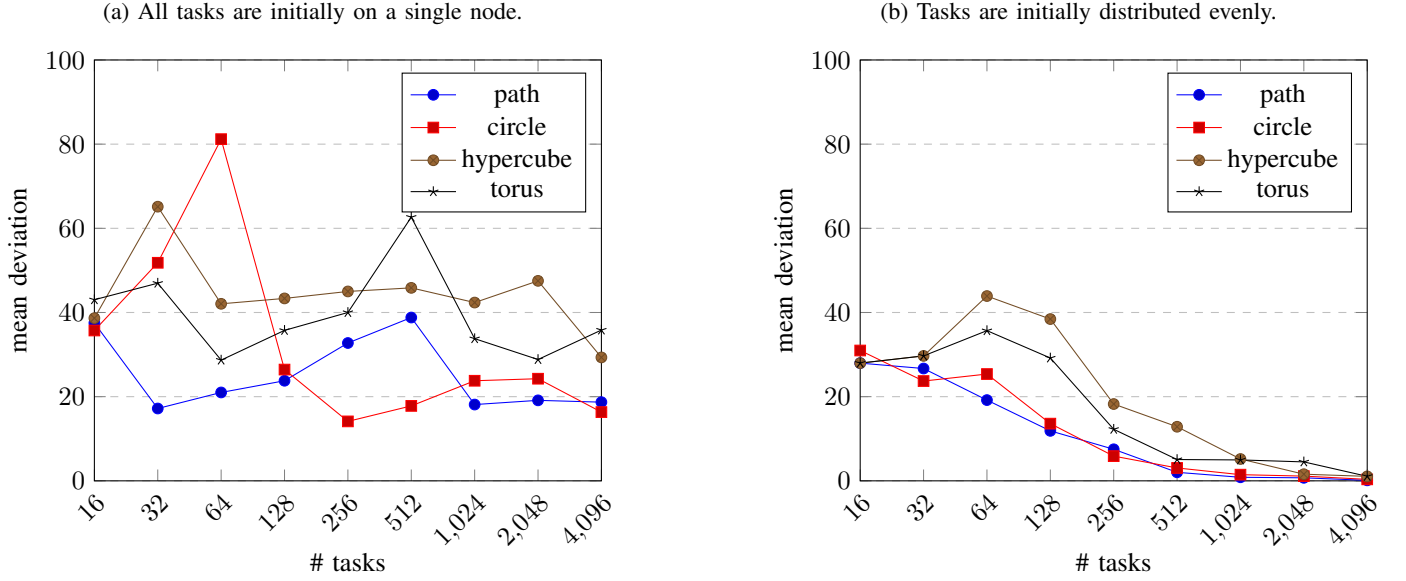 (a) All tasks are initially on a single node.
100
80
60
40
20
0
mean deviation
16
32
64
128
256
512
1,024
2,048
4,096
# tasks
path
circle
hypercube
torus
(b) Tasks are initially distributed evenly.
100
80
60
40
20
0
mean deviation
16
32
64
128
256
512
1,024
2,048
4,096
# tasks
path
circle
hypercube
torus